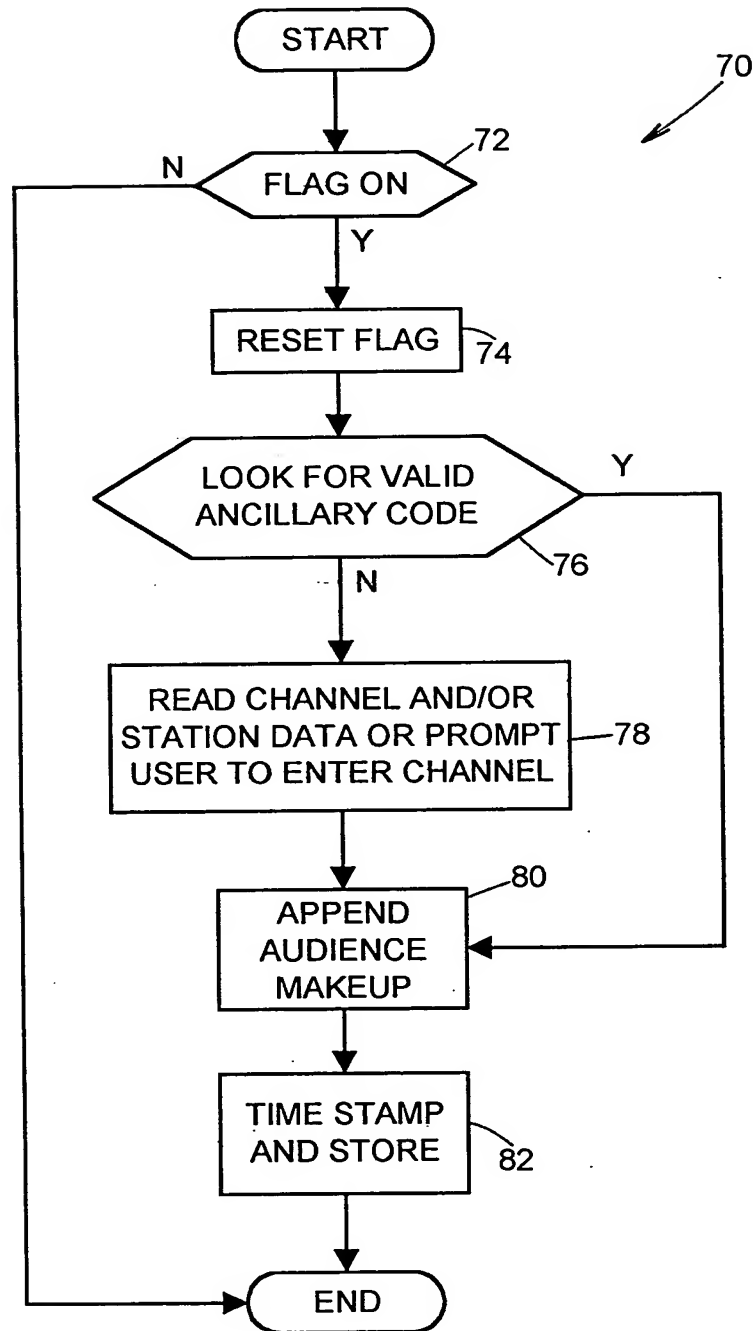 START
70
72
N
FLAG ON
Y
RESET FLAG
74
LOOK FOR VALID
ANCILLARY CODE
Y
76
N
READ CHANNEL AND/OR
STATION DATA OR PROMPT
USER TO ENTER CHANNEL
78
80
APPEND
AUDIENCE
MAKEUP
TIME STAMP
AND STORE
82
END